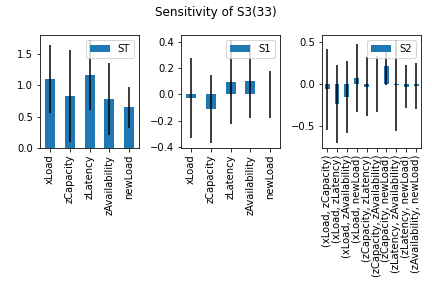 Sensitivity of S3(33)
ST
1.5
1.0
0.5
0.0
xLoad
zCapacity
zLatency
zAvailability
newLoad
S1
0.4
0.2
0.0
−0.2
−0.4
xLoad
zCapacity
zLatency
zAvailability
newLoad
S2
0.5
0.0
−0.5
(xLoad, zCapacity)
(xLoad, zLatency)
(xLoad, zAvailability)
(xLoad, newLoad)
(zCapacity, zLatency)
(zCapacity, zAvailability)
(zCapacity, newLoad)
(zLatency, zAvailability)
(zLatency, newLoad)
(zAvailability, newLoad)